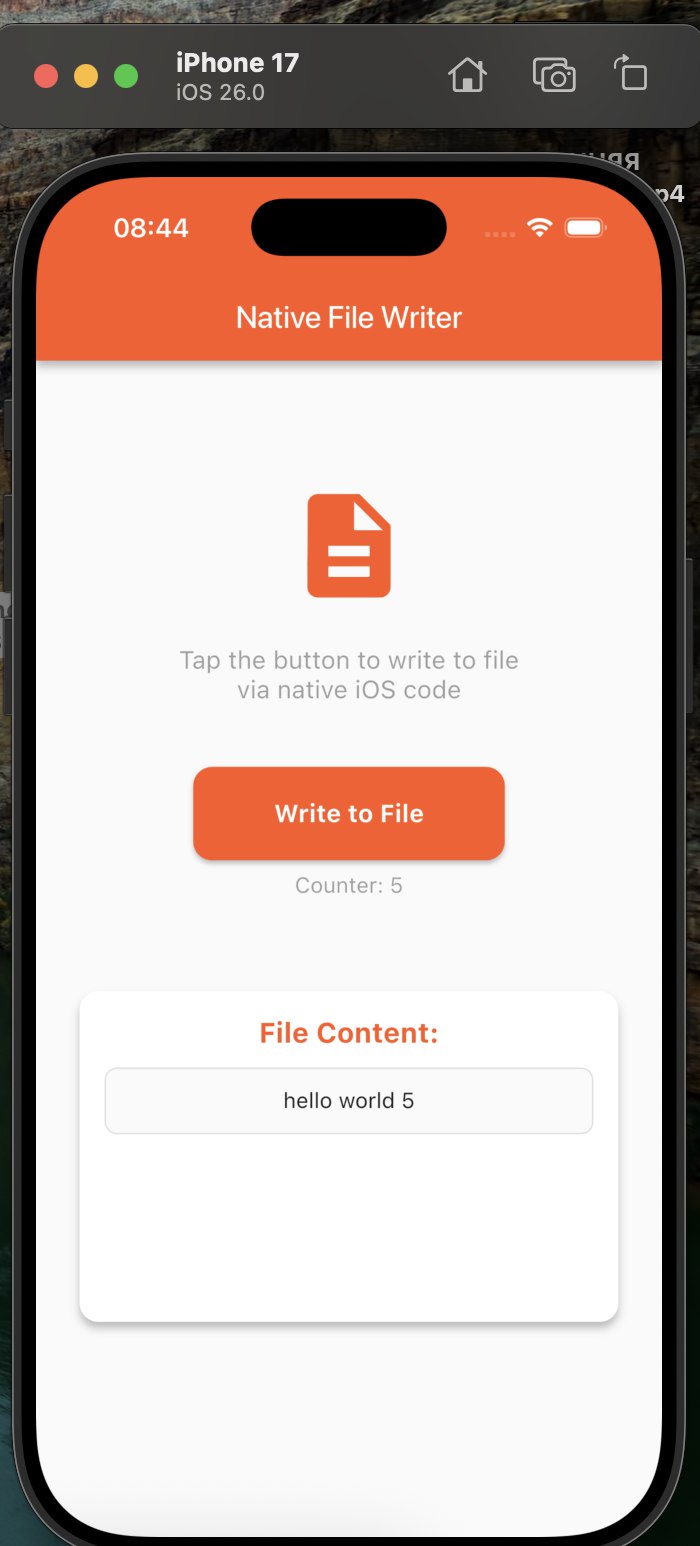 iPhone 17
iOS 26.0
p4
08:44
Native File Writer
Tap the button to write to file
via native iOS code
Write to File
Counter: 5
File Content:
hello world 5